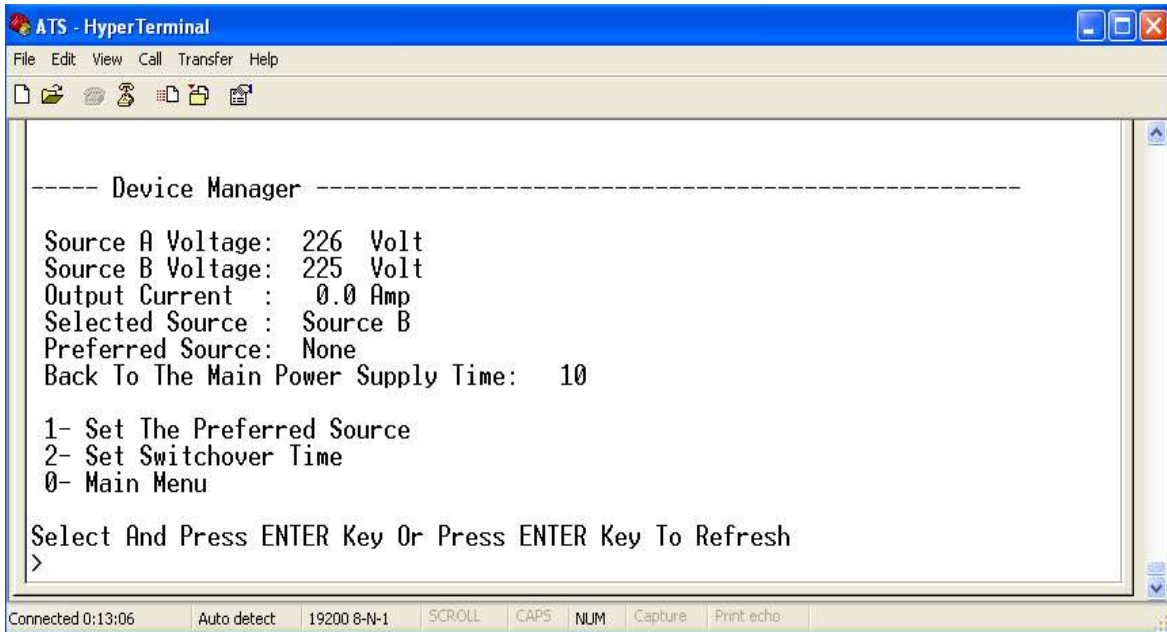 ATS - HyperTerminal
File Edit View Call Transfer Help
----- Device Manager ----------------------------------------------------
Source A Voltage: 226 Volt
Source B Voltage: 225 Volt
Output Current : 0.0 Amp
Selected Source : Source B
Preferred Source: None
Back To The Main Power Supply Time: 10
1- Set The Preferred Source
2- Set Switchover Time
0- Main Menu
Select And Press ENTER Key Or Press ENTER Key To Refresh
>
Connected 0:13:06 Auto detect 19200 8-N-1 SCROLL CAPS NUM Capture Print echo